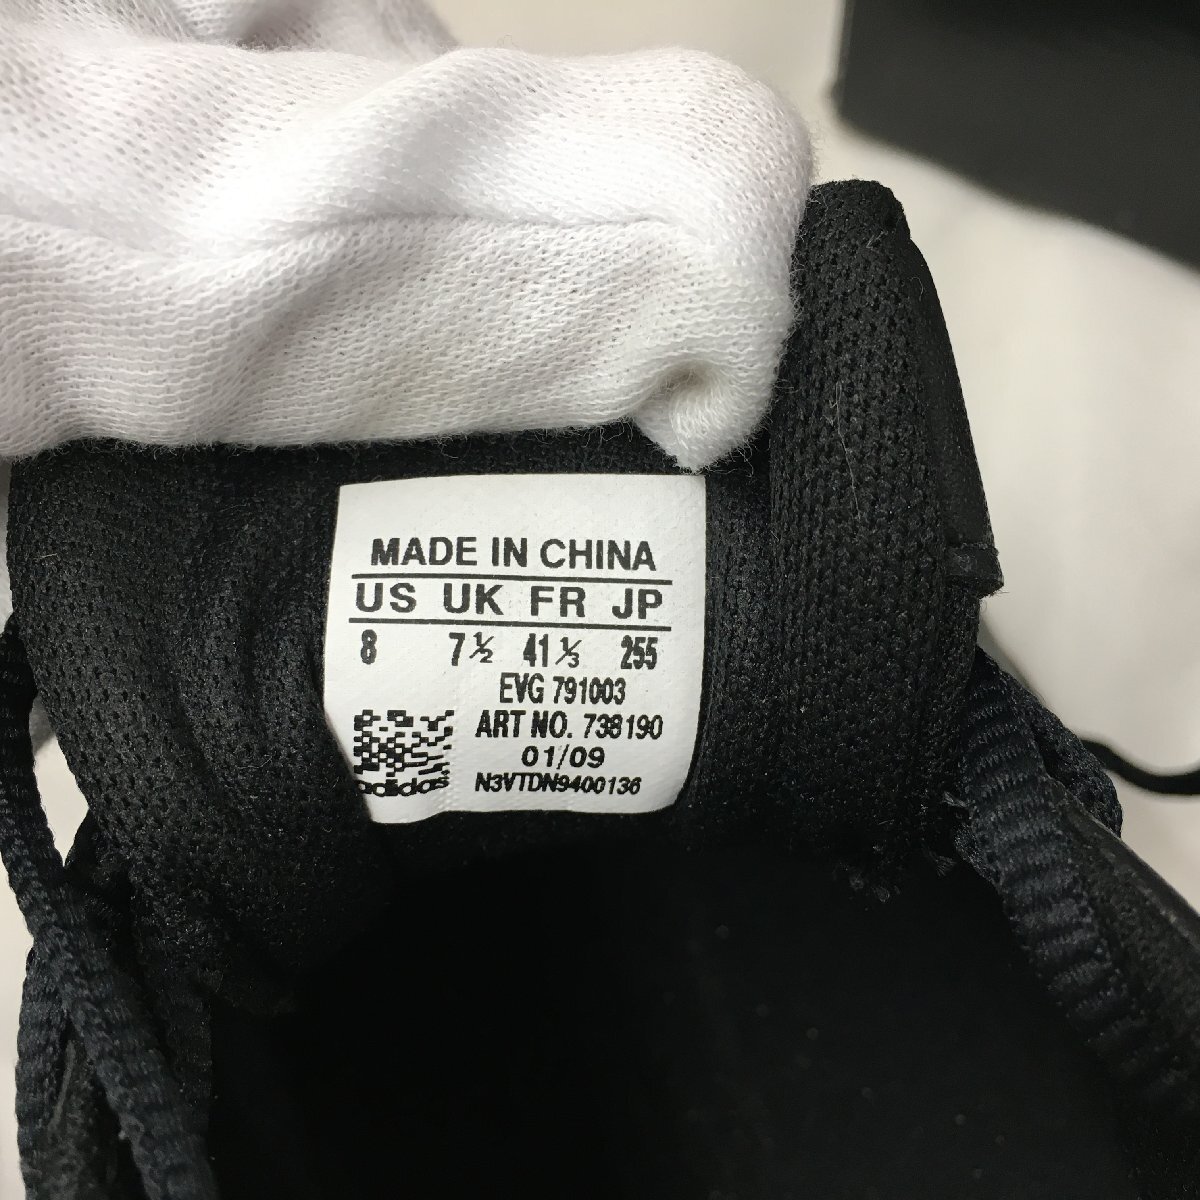 MADE IN CHINA
US UK FR JP
8 7½ 41⅓ 255
EVG 791003
ART NO. 738190
01/09
adidas N3VTDN9400136